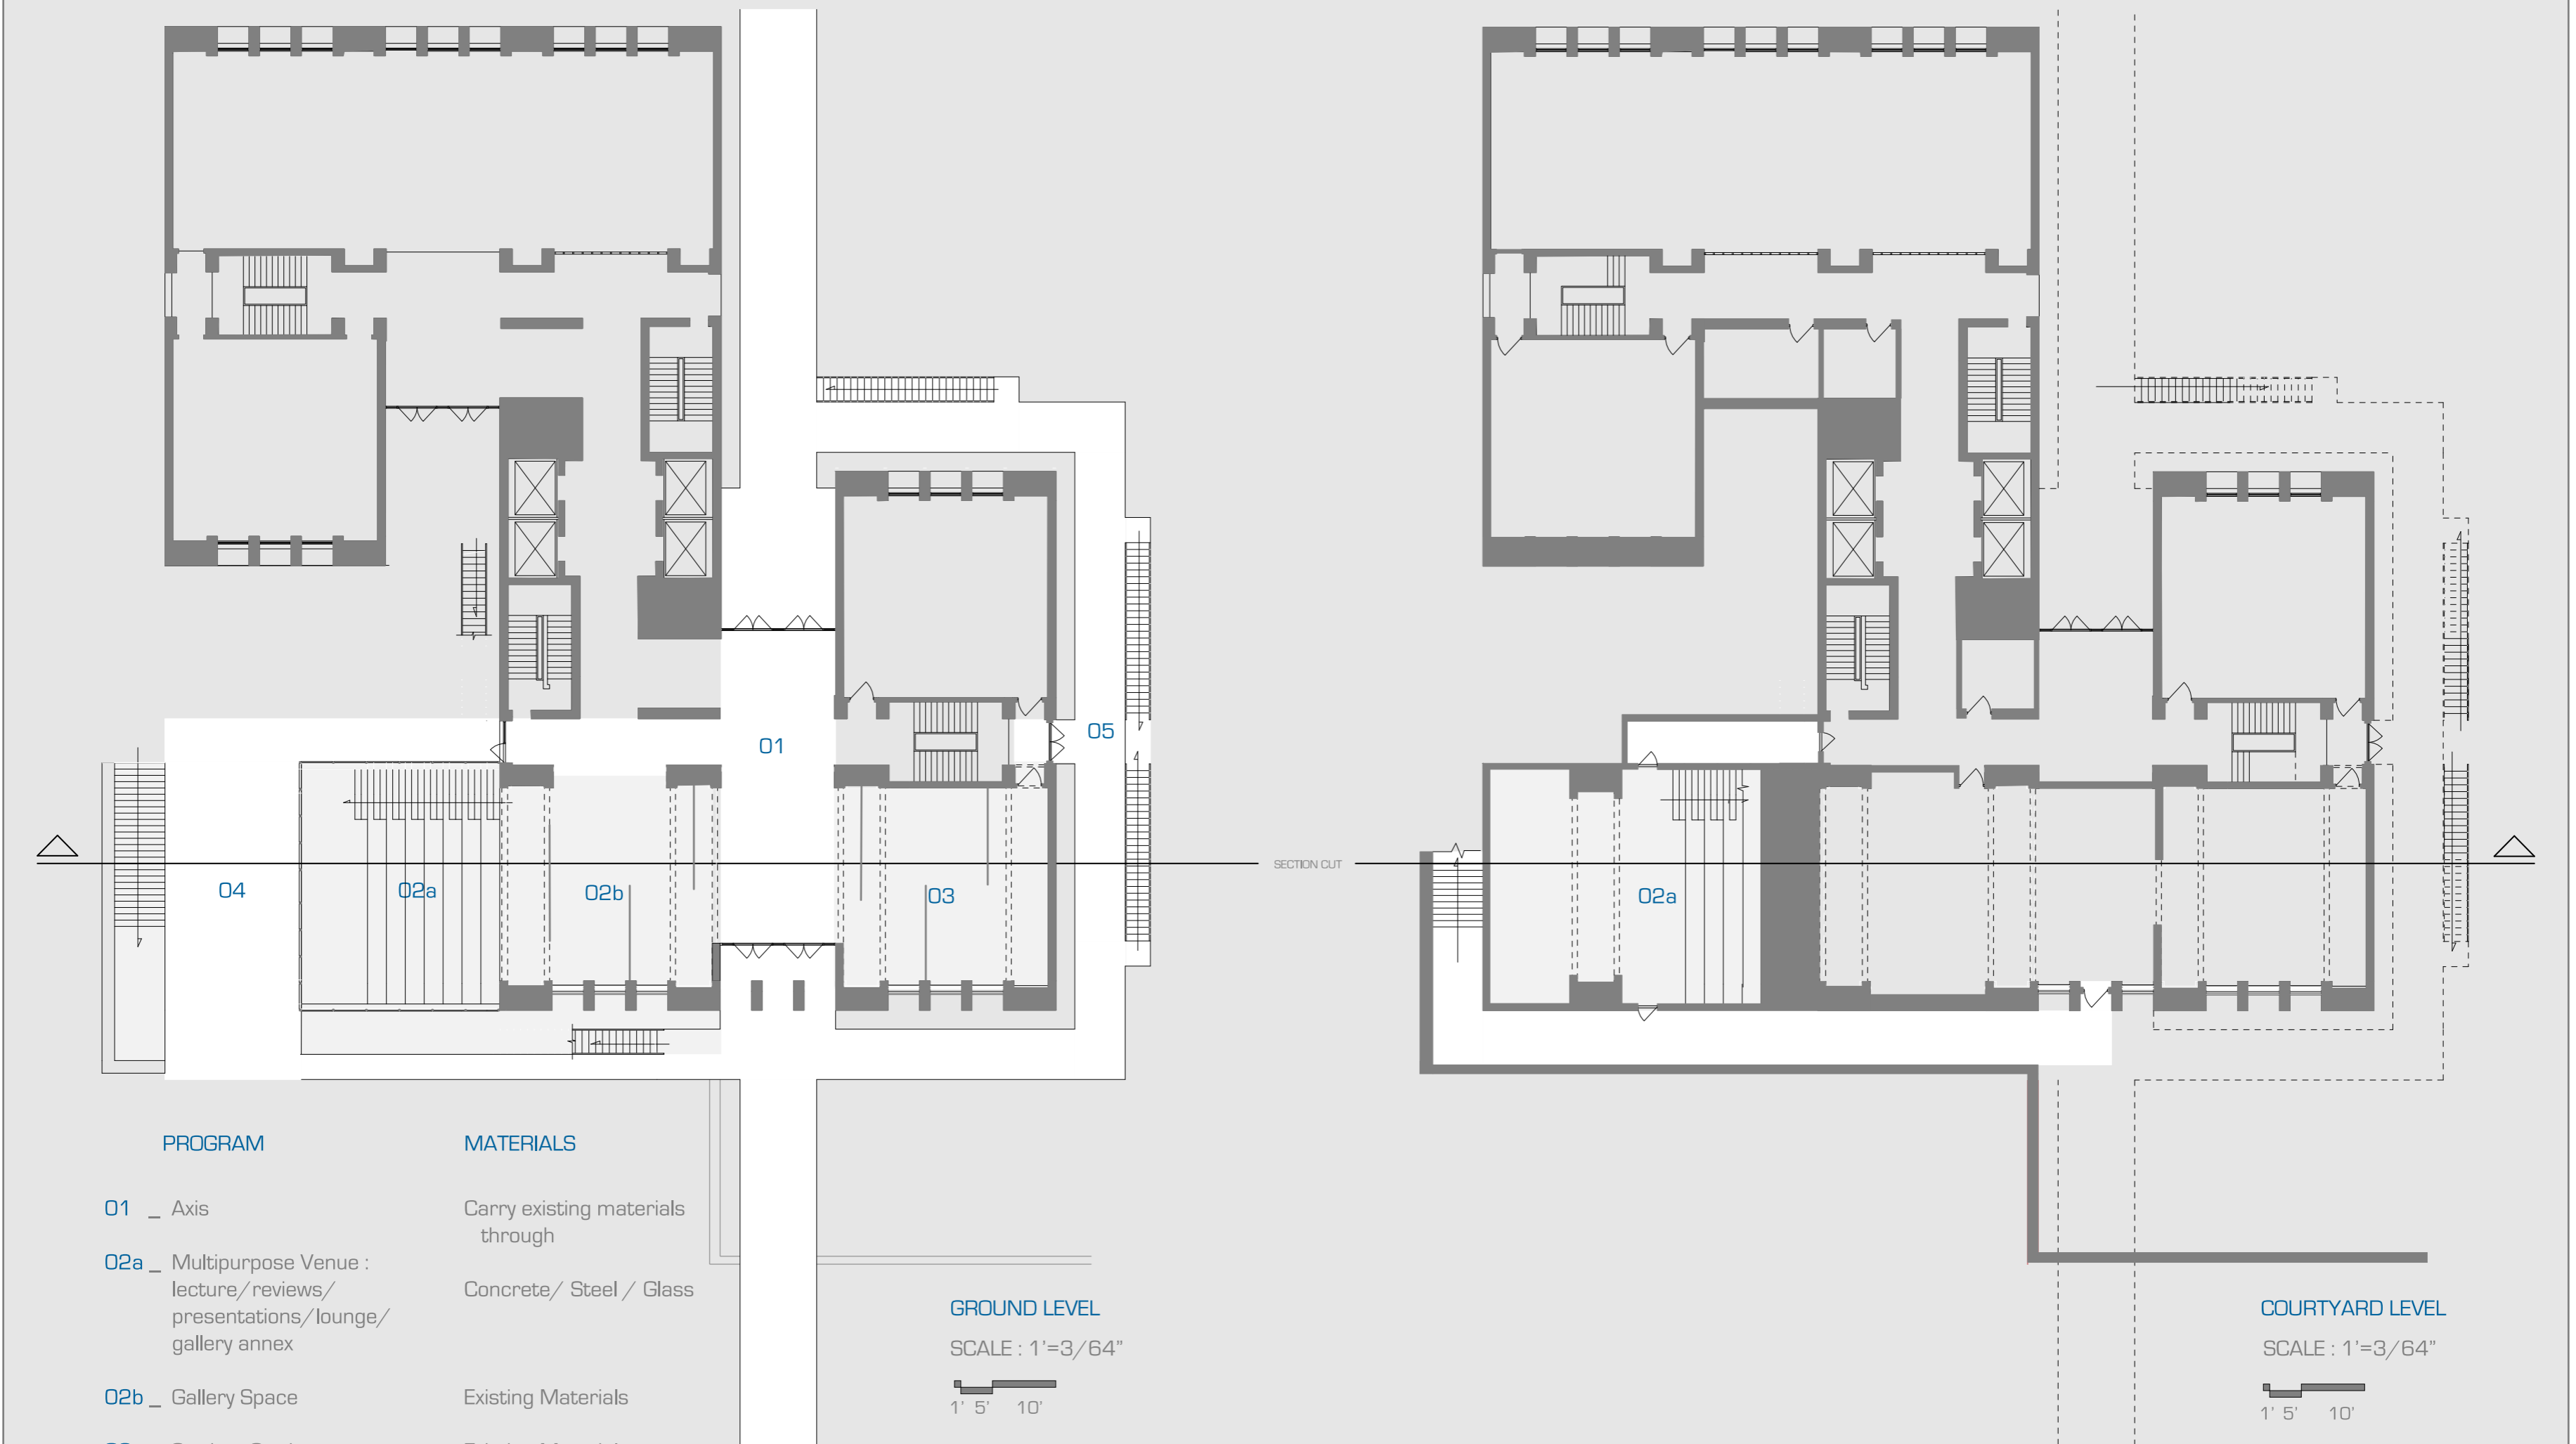 01
05
04
02a
02b
03
SECTION CUT
02a
PROGRAM
MATERIALS
01 _ Axis
Carry existing materials
through
02a _ Multipurpose Venue :
lecture/reviews/
presentations/lounge/
gallery annex
Concrete/ Steel / Glass
02b _ Gallery Space
Existing Materials
GROUND LEVEL
SCALE : 1'=3/64"
1' 5' 10'
COURTYARD LEVEL
SCALE : 1'=3/64"
1' 5' 10'